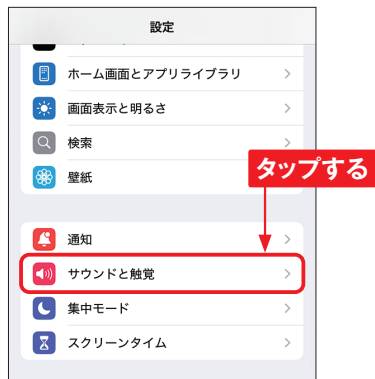 設定
ホーム画面とアプリライブラリ
画面表示と明るさ
検索
壁紙
タップする
通知
サウンドと触覚
集中モード
スクリーンタイム